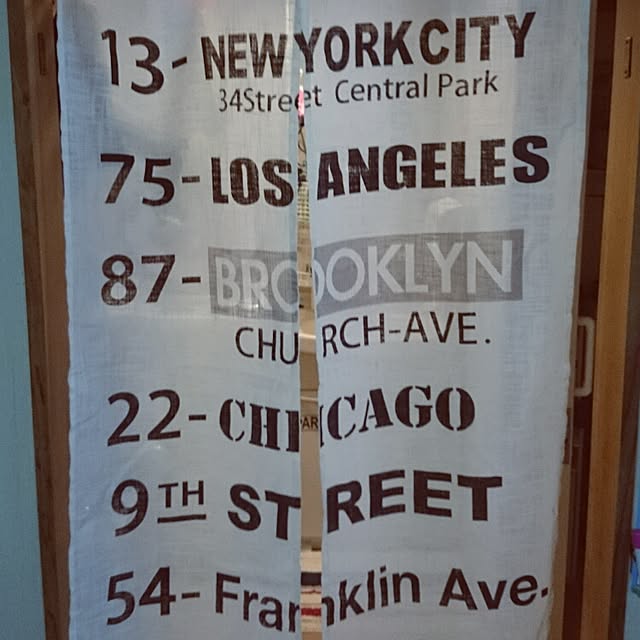 13-NEW YORK CITY
34Street Central Park
75-LOS ANGELES
87-BROOKLYN
CHURCH-AVE.
22-CHICAGO
9TH STREET
54-Franklin Ave.